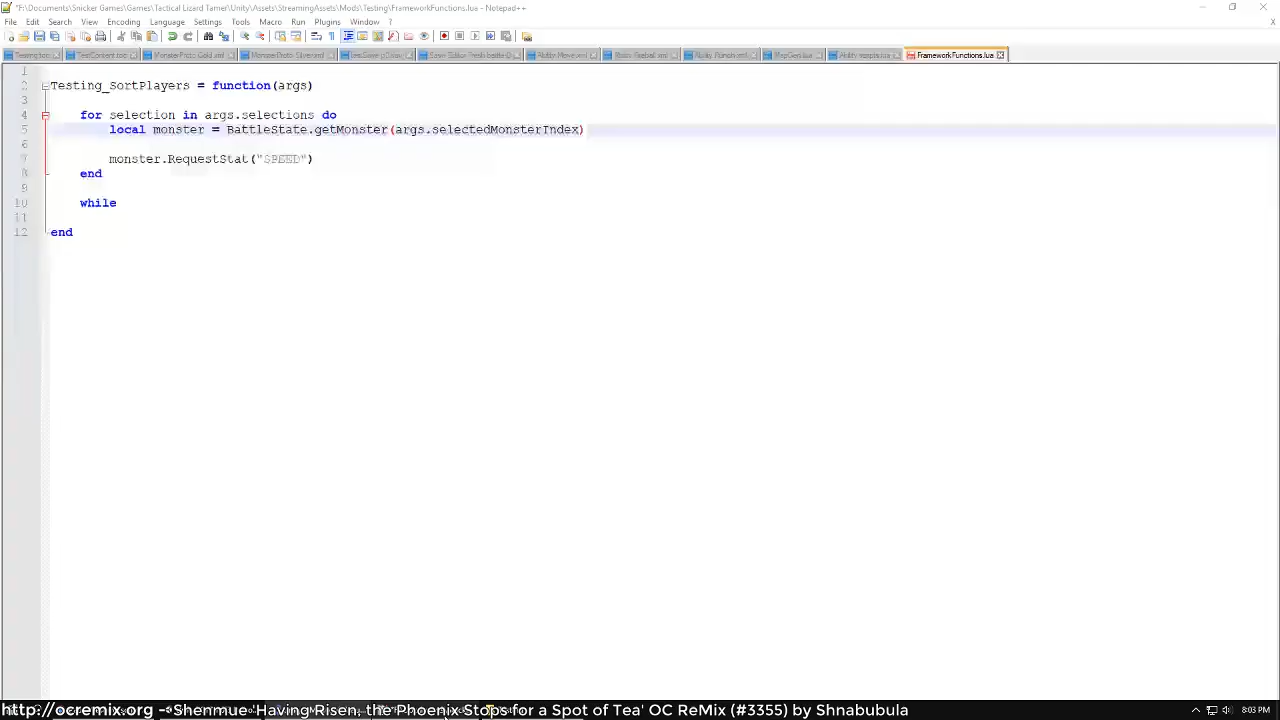 *F:\Documents\Snicker Games\Games\Tactical Lizard Tamer\Unity\Assets\StreamingAssets\Mods\Testing\FrameworkFunctions.lua - Notepad++
File Edit Search View Encoding Language Settings Tools Macro Run Plugins Window ?
FrameworkFunctions.lua
1
2 Testing_SortPlayers = function(args)
3
4 for selection in args.selections do
5 local monster = BattleState.getMonster(args.selectedMonsterIndex)
6
7 monster.RequestStat("SPEED")
8 end
9
10 while
11
12 end
http://ocremix.org - Shenmue 'Having Risen, the Phoenix Stops for a Spot of Tea' OC ReMix (#3355) by Shnabubula
8:03 PM